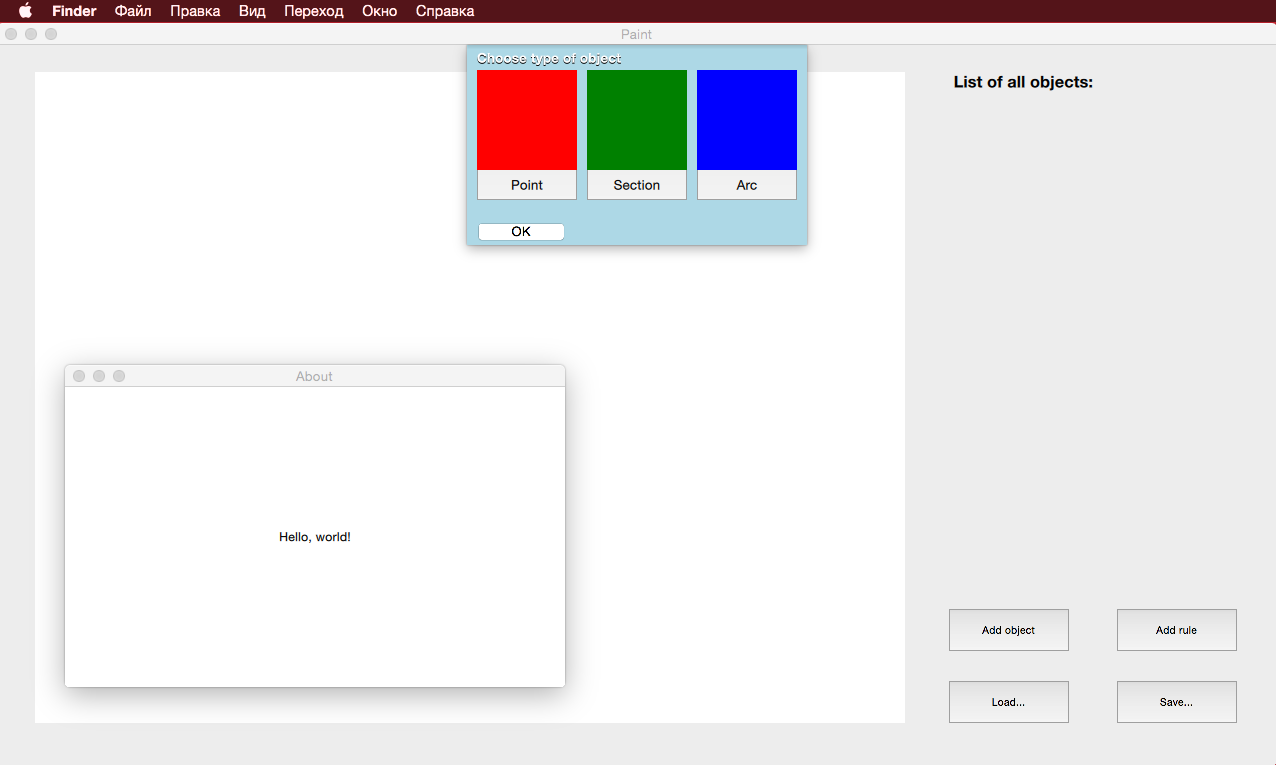 Finder Файл Правка Вид Переход Окно Справка
Paint
Choose type of object
Point Section Arc
OK
List of all objects:
About
Hello, world!
Add object Add rule
Load... Save...